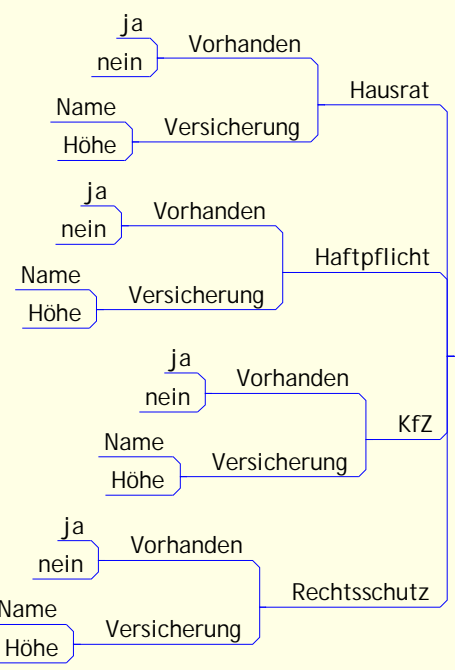 ja
Vorhanden
nein
Hausrat
Name
Versicherung
Höhe
ja
Vorhanden
nein
Haftpflicht
Name
Versicherung
Höhe
ja
Vorhanden
nein
KfZ
Name
Versicherung
Höhe
ja
Vorhanden
nein
Rechtsschutz
Name
Versicherung
Höhe